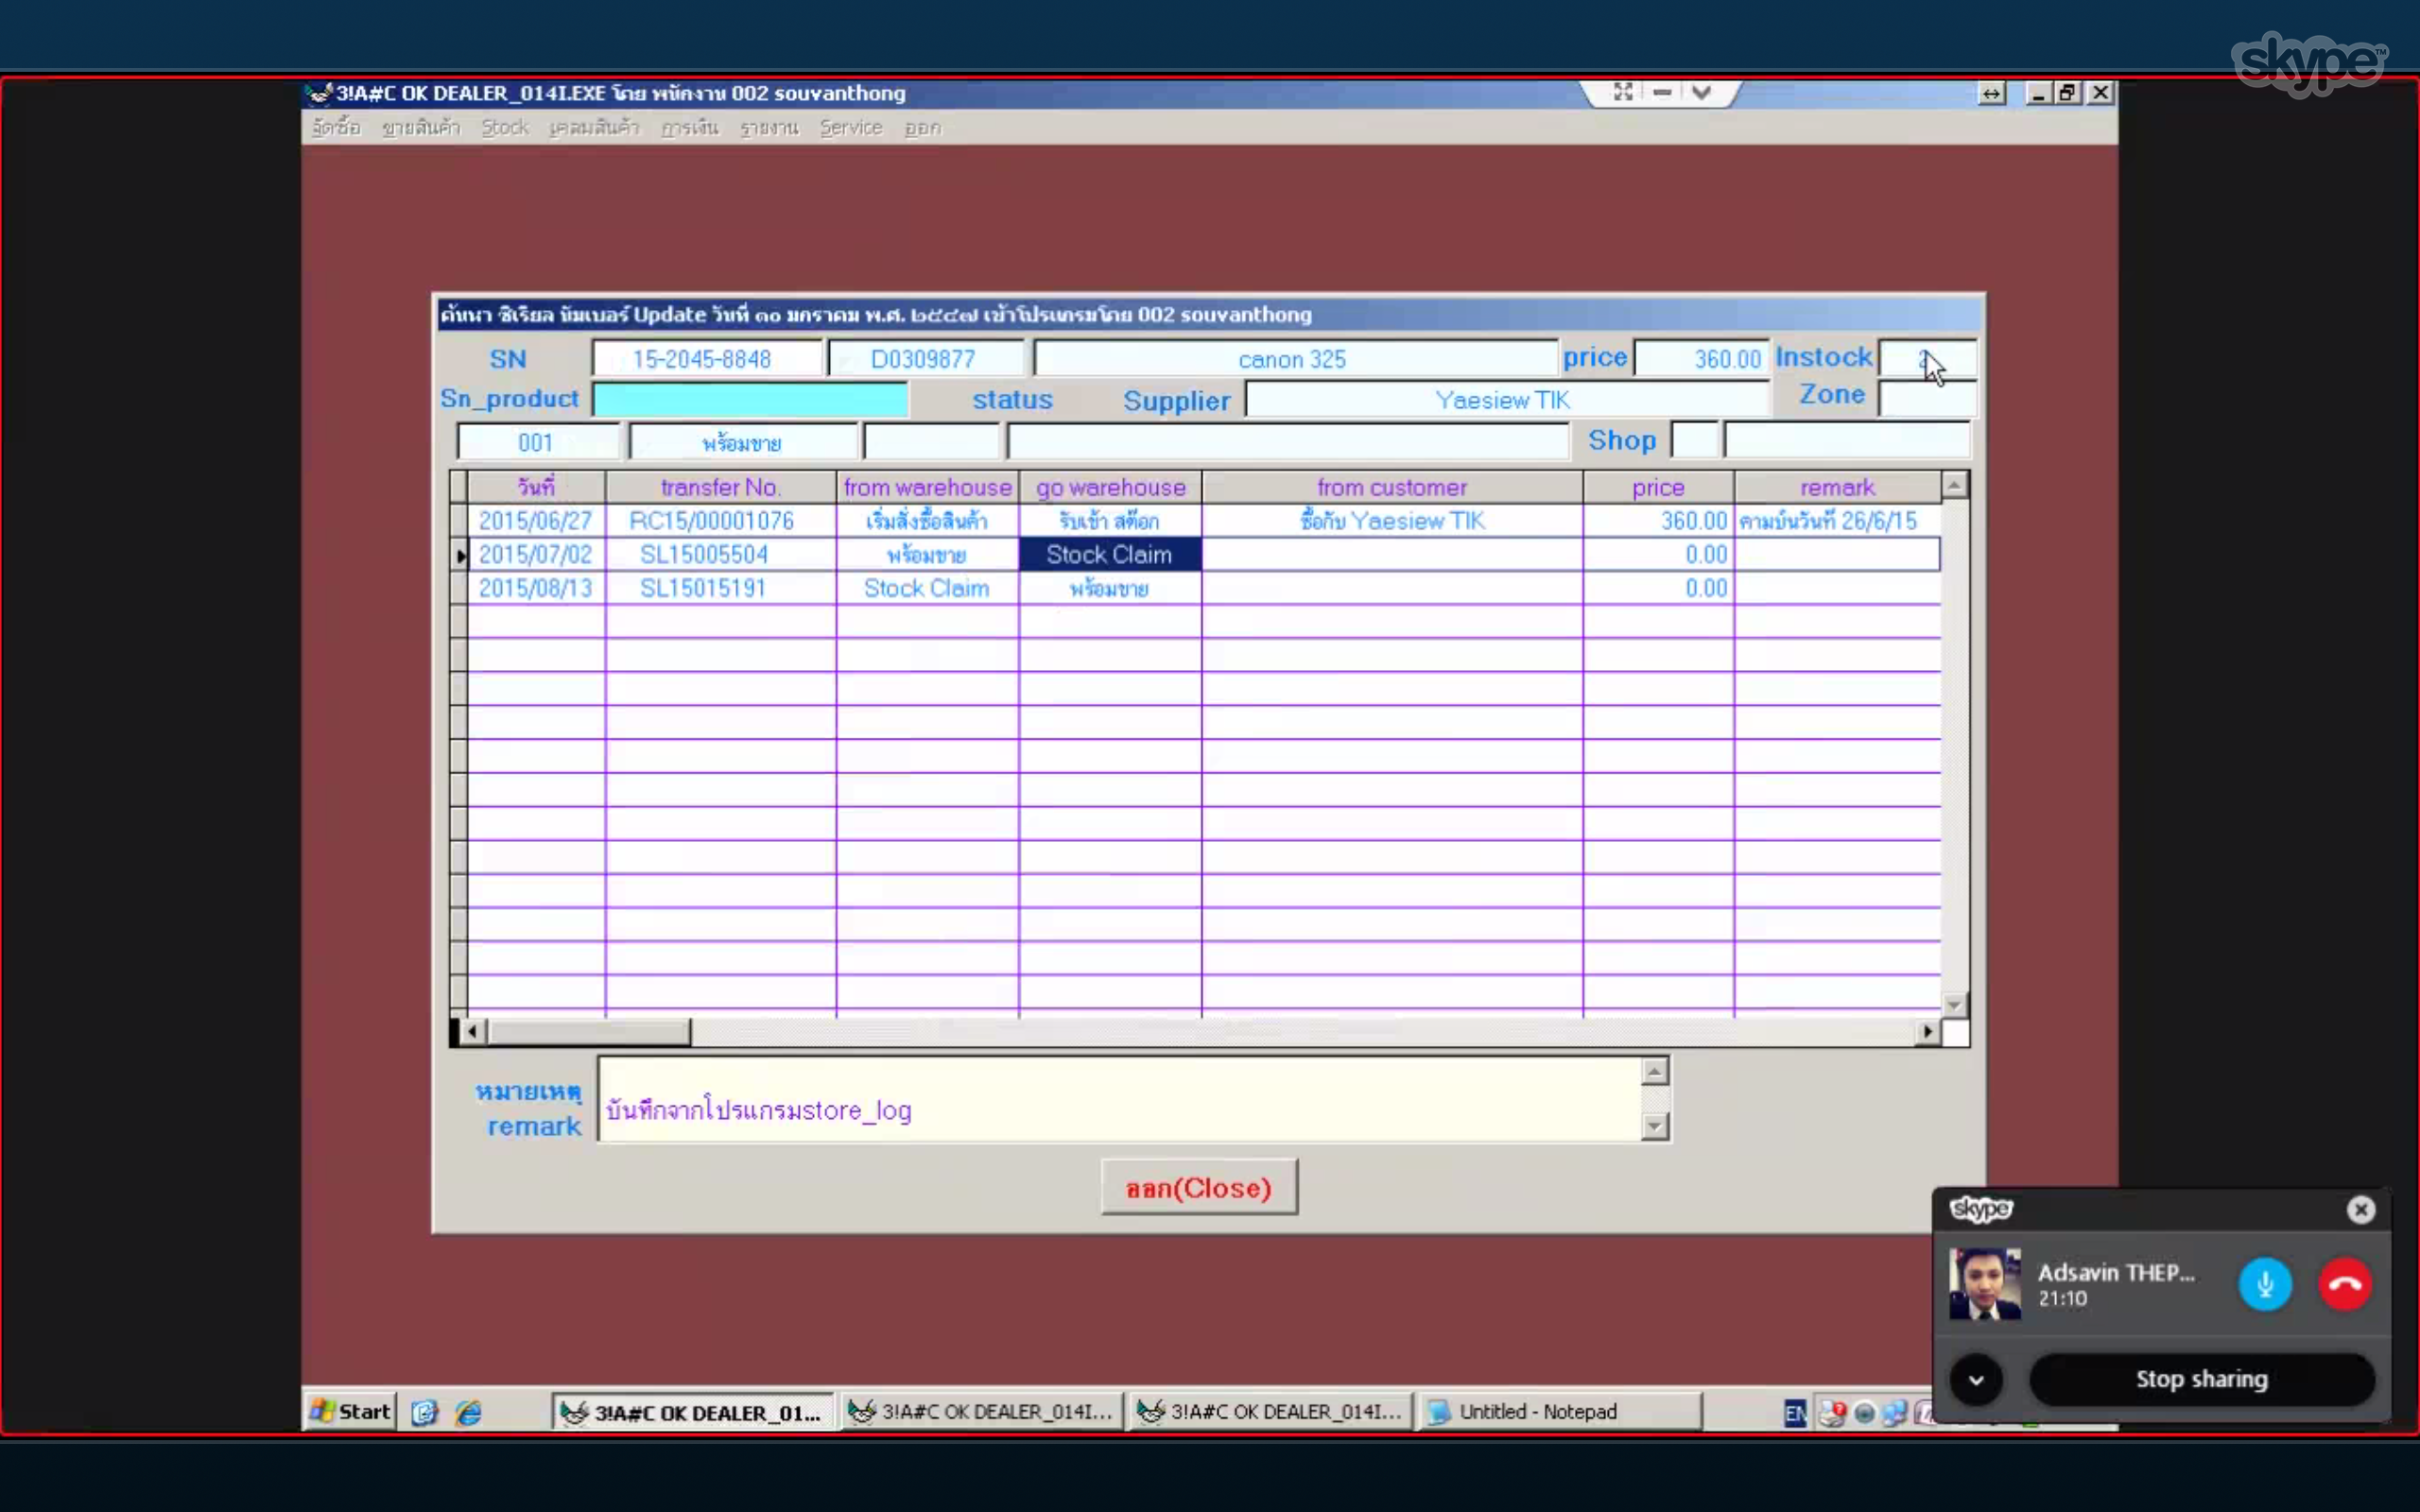 skype™
3!A#C OK DEALER_014I.EXE โดย พนักงาน 002 souvanthong
จัดซื้อ ขายสินค้า Stock เคลมสินค้า การเงิน รายงาน Service ออก
ค้นหา ซีเรียล นัมเบอร์ Update วันที่ ๓๐ มกราคม พ.ศ. ๒๕๔๗ เข้าโปรแกรมโดย 002 souvanthong
SN 15-2045-8848 D0309877 canon 325 price 360.00 Instock
Sn_product status Supplier Yaesiew TIK Zone
001 พร้อมขาย Shop
วันที่ transfer No. from warehouse go warehouse from customer price remark
2015/06/27 RC15/00001076 เริ่มสั่งซื้อสินค้า รับเข้า สต๊อก ซื้อกับ Yaesiew TIK 360.00 ตามบิลวันที่ 26/6/15
2015/07/02 SL15005504 พร้อมขาย Stock Claim 0.00
2015/08/13 SL15015191 Stock Claim พร้อมขาย 0.00
หมายเหตุ
remark
บันทึกจากโปรแกรมstore_log
ออก(Close)
skype
Adsavin THEP...
21:10
Stop sharing
Start 3!A#C OK DEALER_01... 3!A#C OK DEALER_014I... 3!A#C OK DEALER_014I... Untitled - Notepad EN